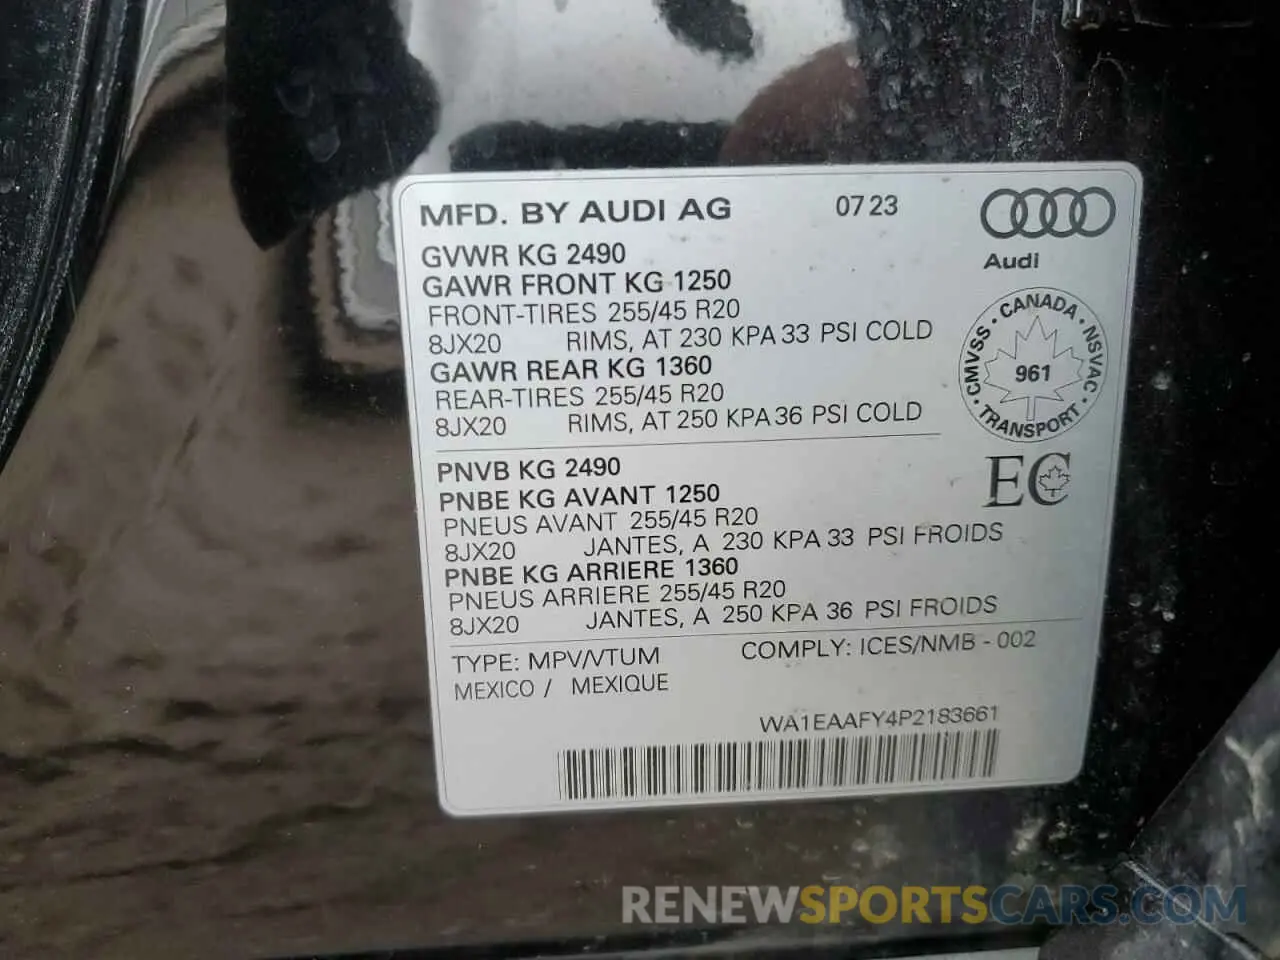 MFD. BY AUDI AG 07 23
Audi
GVWR KG 2490
GAWR FRONT KG 1250
FRONT-TIRES 255/45 R20
8JX20 RIMS, AT 230 KPA 33 PSI COLD
GAWR REAR KG 1360
REAR-TIRES 255/45 R20
8JX20 RIMS, AT 250 KPA 36 PSI COLD
CMVSS · CANADA · NSVAC · TRANSPORT ·
961
EC
PNVB KG 2490
PNBE KG AVANT 1250
PNEUS AVANT 255/45 R20
8JX20 JANTES, A 230 KPA 33 PSI FROIDS
PNBE KG ARRIERE 1360
PNEUS ARRIERE 255/45 R20
8JX20 JANTES, A 250 KPA 36 PSI FROIDS
TYPE: MPV/VTUM COMPLY: ICES/NMB - 002
MEXICO / MEXIQUE
WA1EAAFY4P2183661
RENEWSPORTSCARS.COM